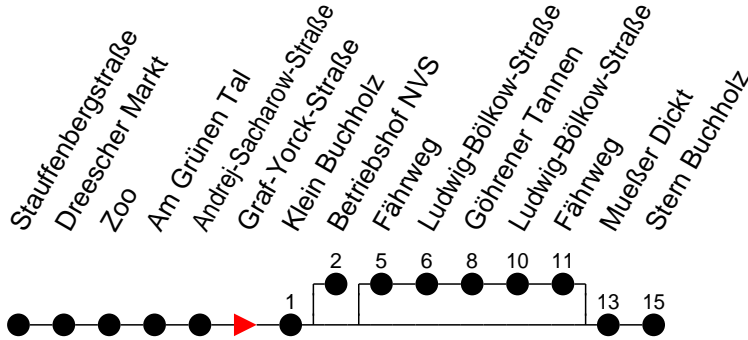 Stauffenbergstraße
Dreescher Markt
Zoo
Am Grünen Tal
Andrej-Sacharow-Straße
Graf-Yorck-Straße
Klein Buchholz
Betriebshof NVS
Fährweg
Ludwig-Bölkow-Straße
Göhrener Tannen
Ludwig-Bölkow-Straße
Fährweg
Mueßer Dickt
Stern Buchholz
2 5 6 8 10 11
1 13 15